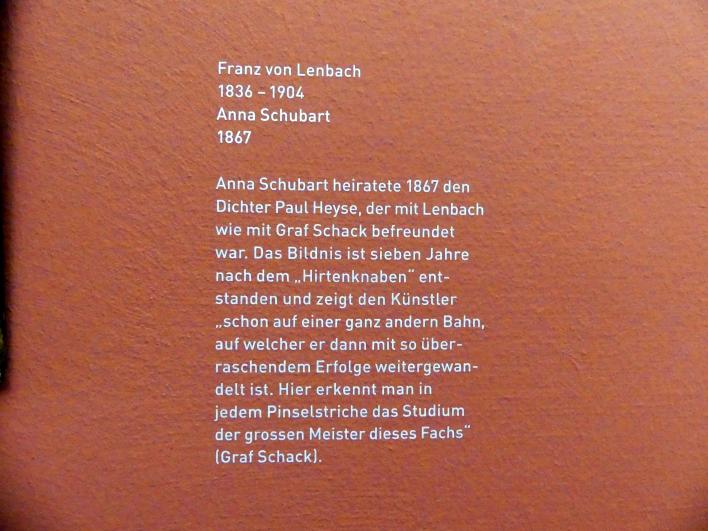 Franz von Lenbach
1836 – 1904
Anna Schubart
1867
Anna Schubart heiratete 1867 den
Dichter Paul Heyse, der mit Lenbach
wie mit Graf Schack befreundet
war. Das Bildnis ist sieben Jahre
nach dem „Hirtenknaben“ ent-
standen und zeigt den Künstler
„schon auf einer ganz andern Bahn,
auf welcher er dann mit so über-
raschendem Erfolge weitergewan-
delt ist. Hier erkennt man in
jedem Pinselstriche das Studium
der grossen Meister dieses Fachs“
(Graf Schack).